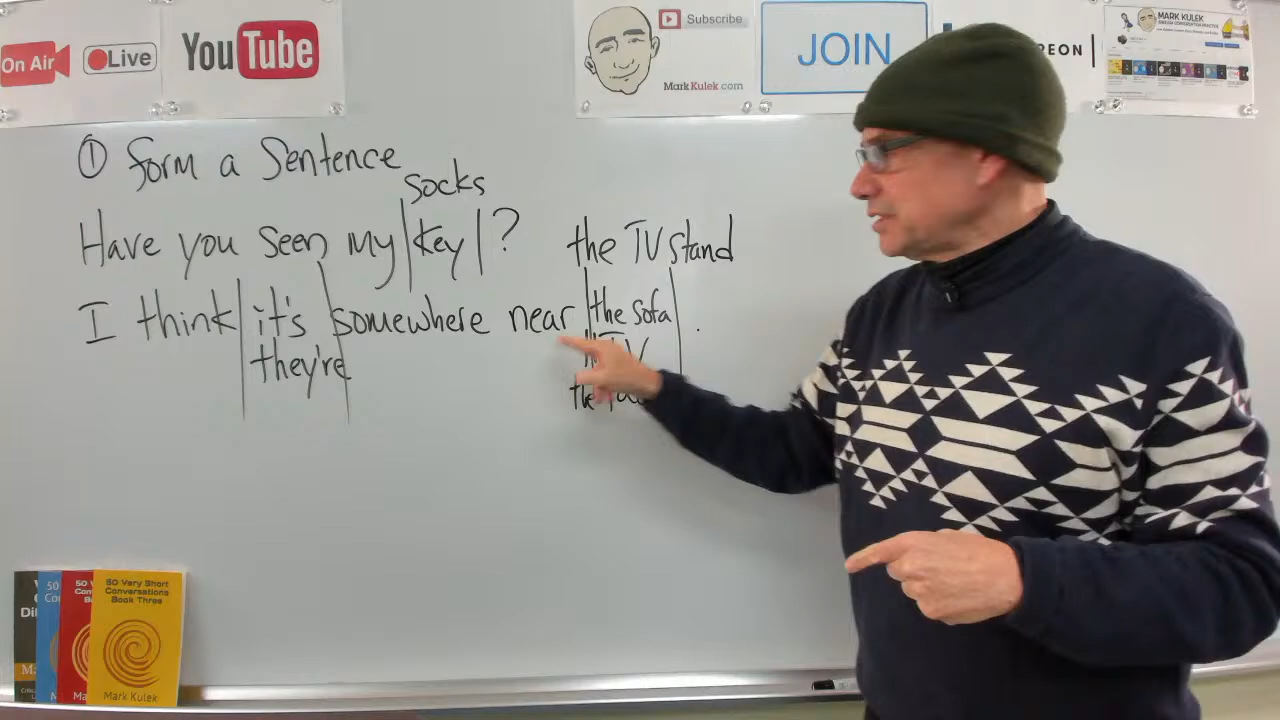 On Air
Live
YouTube
Subscribe
MarkKulek.com
JOIN
REON
MARK KULEK
① Form a Sentence
socks
Have you seen my | key | ?
the TV stand
I think | it's | somewhere near | the sofa | .
they're
TV
the
50 Very Short
Conversations
Book Three
Mark Kulek